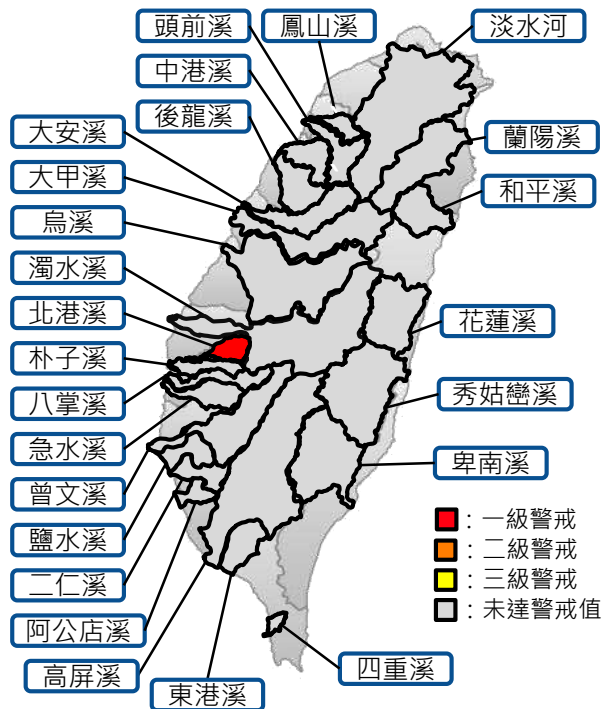 頭前溪
鳳山溪
淡水河
中港溪
後龍溪
大安溪
蘭陽溪
大甲溪
和平溪
烏溪
濁水溪
北港溪
花蓮溪
朴子溪
八掌溪
秀姑巒溪
急水溪
卑南溪
曾文溪
鹽水溪
二仁溪
阿公店溪
高屏溪
東港溪
四重溪
：一級警戒
：二級警戒
：三級警戒
：未達警戒值